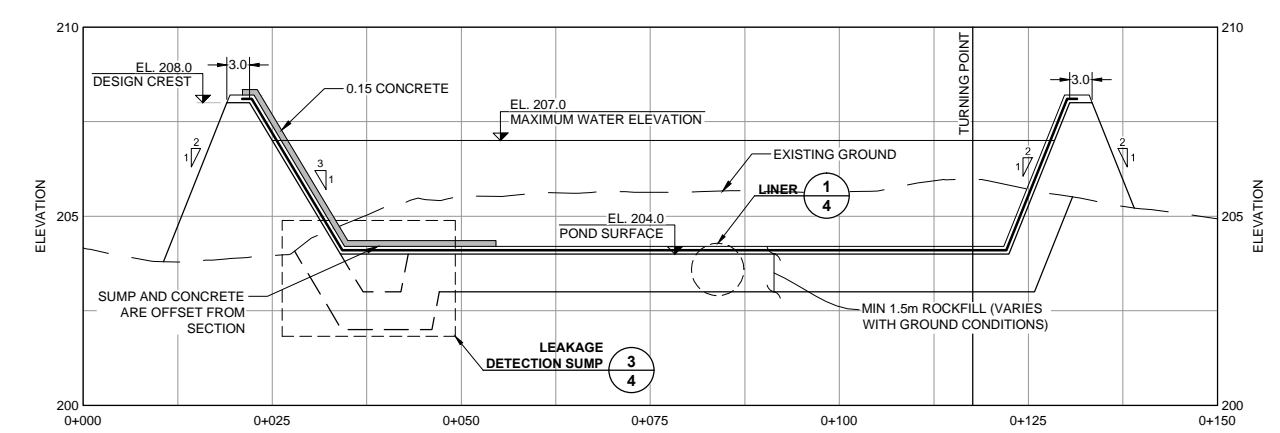 210
210
EL. 208.0
DESIGN CREST
3.0
0.15 CONCRETE
EL. 207.0
MAXIMUM WATER ELEVATION
TURNING POINT
3.0
2
1
3
1
EXISTING GROUND
LINER
1
4
2
1
2
1
ELEVATION
205
EL. 204.0
POND SURFACE
205
ELEVATION
SUMP AND CONCRETE
ARE OFFSET FROM
SECTION
MIN 1.5m ROCKFILL (VARIES
WITH GROUND CONDITIONS)
LEAKAGE
DETECTION SUMP
3
4
200
200
0+000
0+025
0+050
0+075
0+100
0+125
0+150